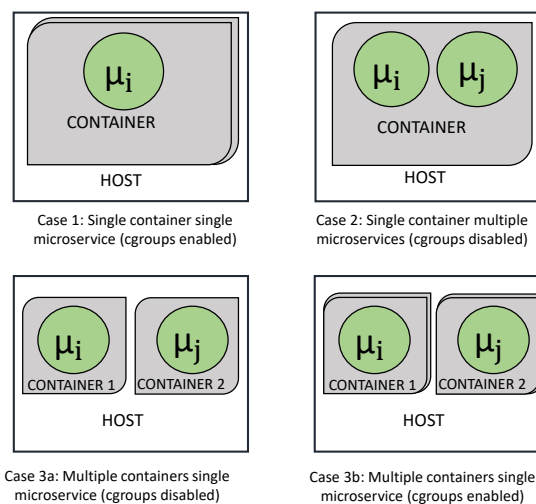 μi
CONTAINER
HOST
Case 1: Single container single
microservice (cgroups enabled)
μi μj
CONTAINER
HOST
Case 2: Single container multiple
microservices (cgroups disabled)
μi μj
CONTAINER 1 CONTAINER 2
HOST
Case 3a: Multiple containers single
microservice (cgroups disabled)
μi μj
CONTAINER 1 CONTAINER 2
HOST
Case 3b: Multiple containers single
microservice (cgroups enabled)